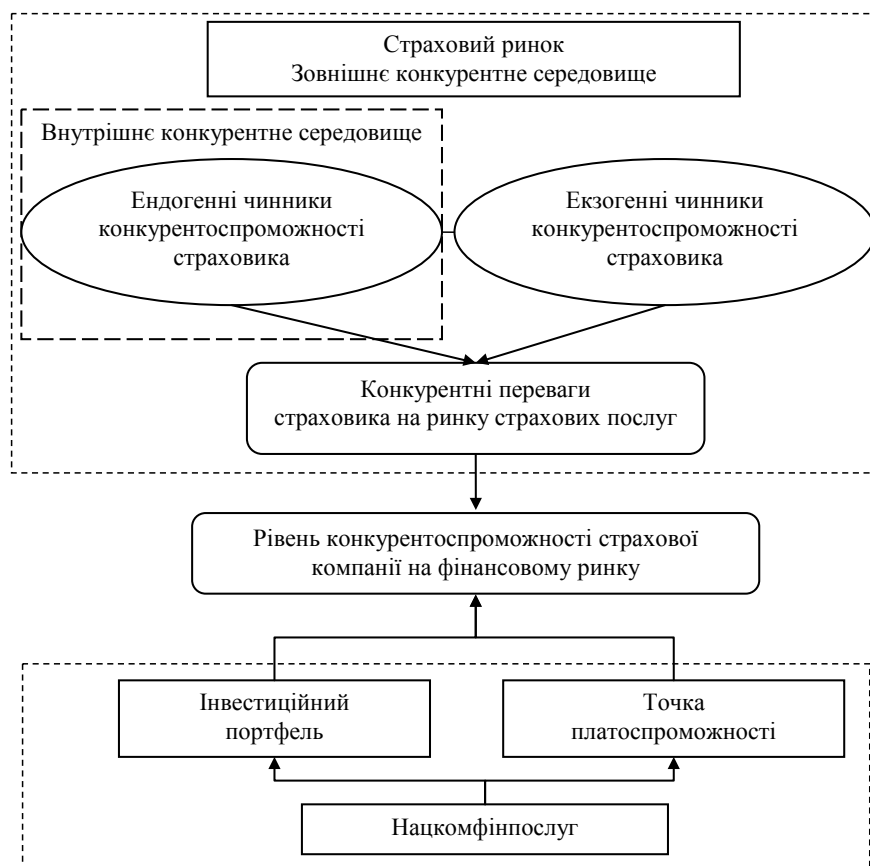 Страховий ринок
Зовнішнє конкурентне середовище
Внутрішнє конкурентне середовище
Ендогенні чинники
конкурентоспроможності
страховика
Екзогенні чинники
конкурентоспроможності
страховика
Конкурентні переваги
страховика на ринку страхових послуг
Рівень конкурентоспроможності страхової
компанії на фінансовому ринку
Інвестиційний
портфель
Точка
платоспроможності
Нацкомфінпослуг